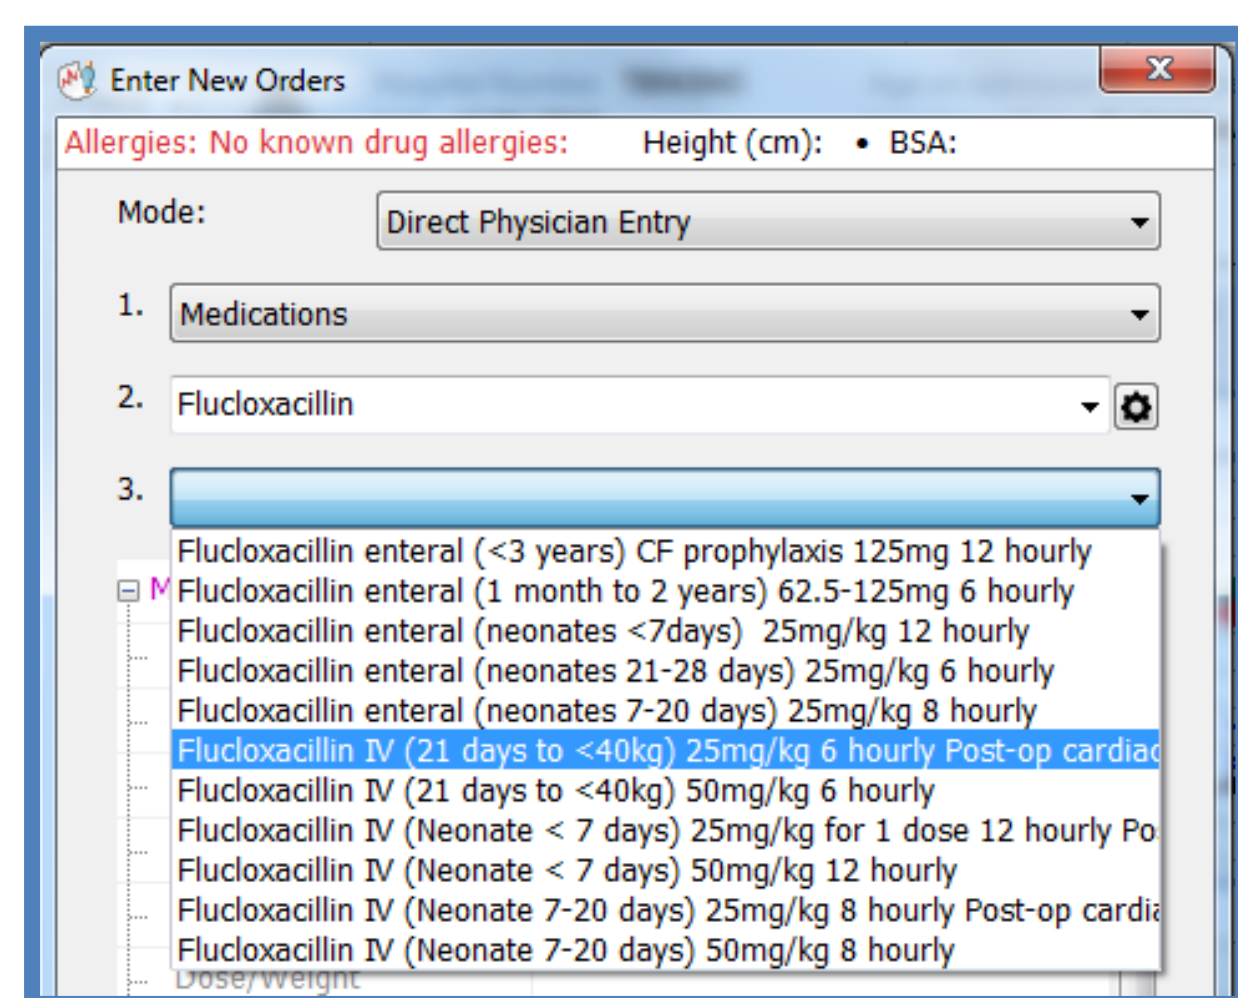 Enter New Orders
Allergies: No known drug allergies: Height (cm): • BSA:
Mode: Direct Physician Entry
1. Medications
2. Flucloxacillin
3.
Flucloxacillin enteral (<3 years) CF prophylaxis 125mg 12 hourly
M Flucloxacillin enteral (1 month to 2 years) 62.5-125mg 6 hourly
Flucloxacillin enteral (neonates <7days)  25mg/kg 12 hourly
Flucloxacillin enteral (neonates 21-28 days) 25mg/kg 6 hourly
Flucloxacillin enteral (neonates 7-20 days) 25mg/kg 8 hourly
Flucloxacillin IV (21 days to <40kg) 25mg/kg 6 hourly Post-op cardiac
Flucloxacillin IV (21 days to <40kg) 50mg/kg 6 hourly
Flucloxacillin IV (Neonate < 7 days) 25mg/kg for 1 dose 12 hourly Po
Flucloxacillin IV (Neonate < 7 days) 50mg/kg 12 hourly
Flucloxacillin IV (Neonate 7-20 days) 25mg/kg 8 hourly Post-op cardia
Flucloxacillin IV (Neonate 7-20 days) 50mg/kg 8 hourly
Dose/Weight